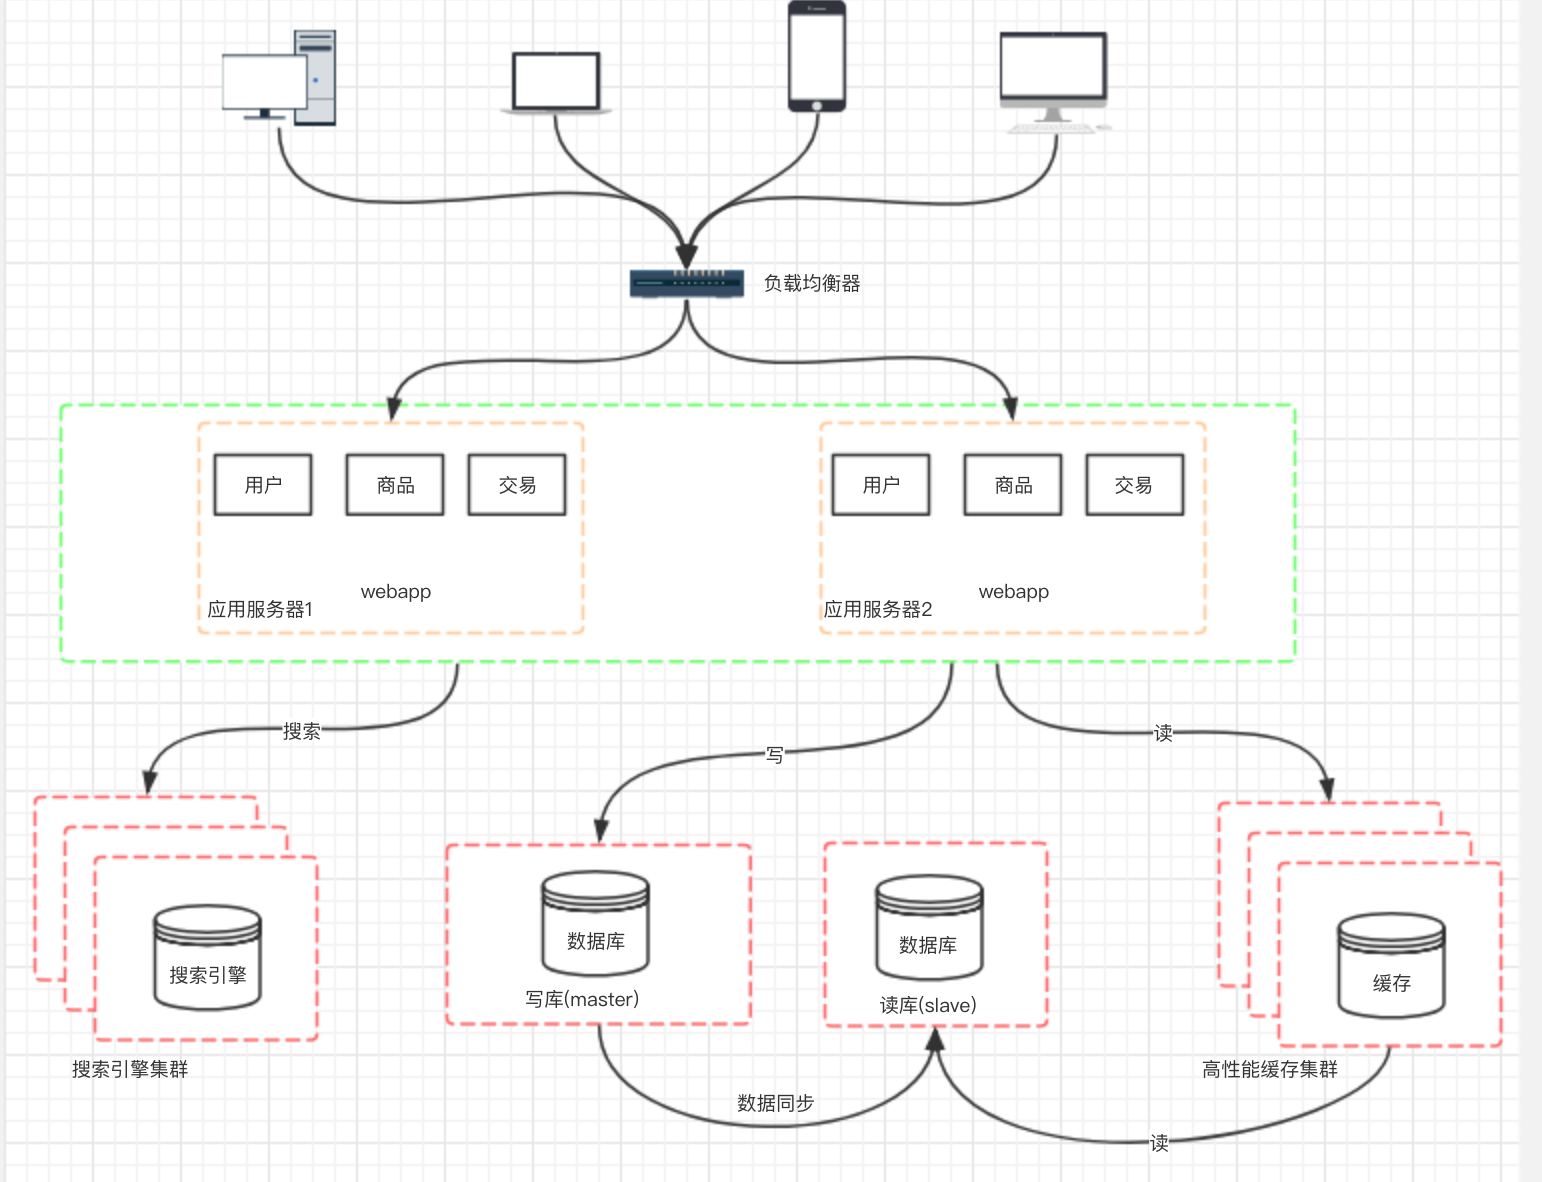 负载均衡器
用户
商品
交易
webapp
应用服务器1
用户
商品
交易
webapp
应用服务器2
搜索
写
读
搜索引擎
搜索引擎集群
数据库
写库(master)
数据库
读库(slave)
缓存
高性能缓存集群
数据同步
读